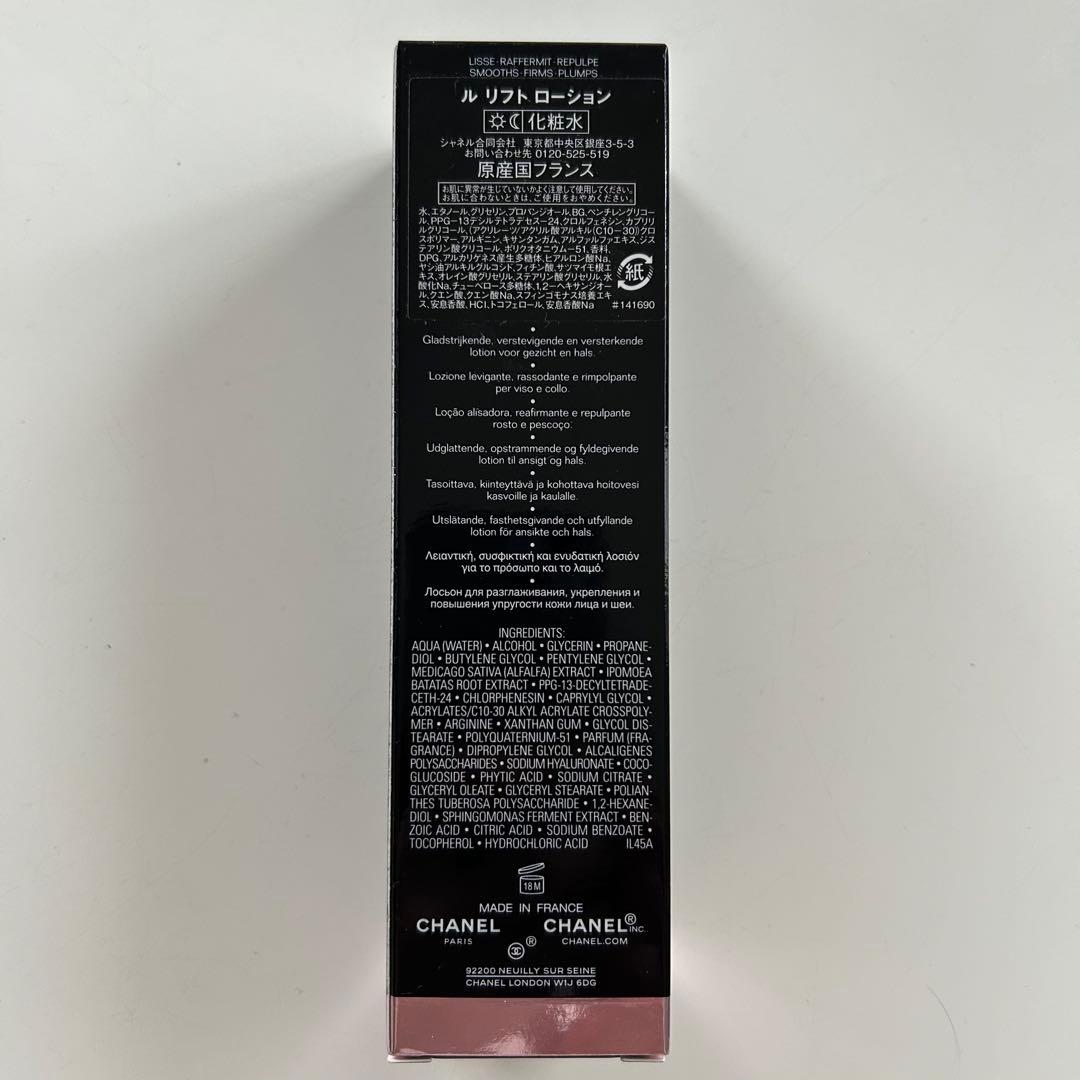 LISSE·RAFFERMIT·REPULPE
SMOOTHS·FIRMS·PLUMPS
ル リフト ローション
化粧水
シャネル合同会社 東京都中央区銀座3-5-3
お問い合わせ先 0120-525-519
原産国フランス
お肌に異常が生じていないかよく注意して使用してください。
お肌に合わないときは、ご使用をおやめください。
水、エタノール、グリセリン、プロパンジオール、BG、ペンチレングリコ
ール、PPG-13デシルテトラデセス-24、クロルフェネシン、カプリリ
ルグリコール、(アクリレーツ/アクリル酸アルキル(C10-30))クロ
スポリマー、アルギニン、キサンタンガム、アルファルファエキス、ジス
テアリン酸グリコール、ポリクオタニウム-51、香料、
DPG、アルカリゲネス産生多糖体、ヒアルロン酸Na、
ヤシ油アルキルグルコシド、フィチン酸、サツマイモ根エ
キス、オレイン酸グリセリル、ステアリン酸グリセリル、水
酸化Na、チューベロース多糖体、1,2-ヘキサンジオー
ル、クエン酸、クエン酸Na、スフィンゴモナス培養エキ
ス、安息香酸、HCl、トコフェロール、安息香酸Na
紙
#141690
Gladstrijkende, verstevigende en versterkende
lotion voor gezicht en hals.
Lozione levigante, rassodante e rimpolpante
per viso e collo.
Loção alisadora, reafirmante e repulpante
rosto e pescoço.
Udglattende, opstrammende og fyldegivende
lotion til ansigt og hals.
Tasoittava, kiinteyttävä ja kohottava hoitovesi
kasvoille ja kaulalle.
Utslätande, fasthetsgivande och utfyllande
lotion för ansikte och hals.
Λειαντική, συσφικτική και ενυδατική λοσιόν
για το πρόσωπο και το λαιμό.
Лосьон для разглаживания, укрепления и
повышения упругости кожи лица и шеи.
INGREDIENTS:
AQUA (WATER) • ALCOHOL • GLYCERIN • PROPANE-
DIOL • BUTYLENE GLYCOL • PENTYLENE GLYCOL •
MEDICAGO SATIVA (ALFALFA) EXTRACT • IPOMOEA
BATATAS ROOT EXTRACT • PPG-13-DECYLTETRADE-
CETH-24 • CHLORPHENESIN • CAPRYLYL GLYCOL •
ACRYLATES/C10-30 ALKYL ACRYLATE CROSSPOLY-
MER • ARGININE • XANTHAN GUM • GLYCOL DIS-
TEARATE • POLYQUATERNIUM-51 • PARFUM (FRA-
GRANCE) • DIPROPYLENE GLYCOL • ALCALIGENES
POLYSACCHARIDES • SODIUM HYALURONATE • COCO-
GLUCOSIDE • PHYTIC ACID • SODIUM CITRATE •
GLYCERYL OLEATE • GLYCERYL STEARATE • POLIAN-
THES TUBEROSA POLYSACCHARIDE • 1,2-HEXANE-
DIOL • SPHINGOMONAS FERMENT EXTRACT • BEN-
ZOIC ACID • CITRIC ACID • SODIUM BENZOATE •
TOCOPHEROL • HYDROCHLORIC ACID IL45A
18M
MADE IN FRANCE
CHANEL CHANEL® INC.
PARIS CHANEL.COM
®
92200 NEUILLY SUR SEINE
CHANEL LONDON W1J 6DG